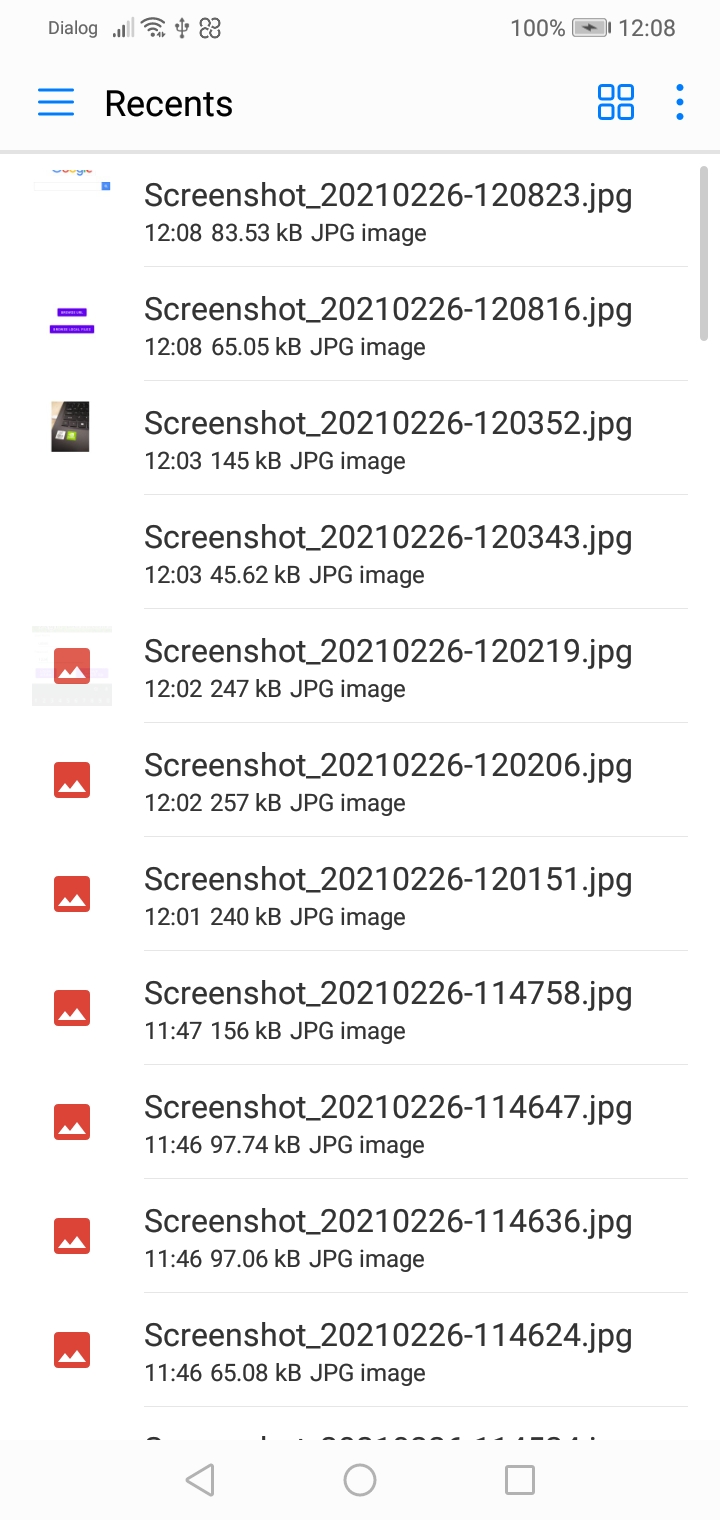 Dialog 100% 12:08
Recents
Screenshot_20210226-120823.jpg
12:08 83.53 kB JPG image
Screenshot_20210226-120816.jpg
12:08 65.05 kB JPG image
Screenshot_20210226-120352.jpg
12:03 145 kB JPG image
Screenshot_20210226-120343.jpg
12:03 45.62 kB JPG image
Screenshot_20210226-120219.jpg
12:02 247 kB JPG image
Screenshot_20210226-120206.jpg
12:02 257 kB JPG image
Screenshot_20210226-120151.jpg
12:01 240 kB JPG image
Screenshot_20210226-114758.jpg
11:47 156 kB JPG image
Screenshot_20210226-114647.jpg
11:46 97.74 kB JPG image
Screenshot_20210226-114636.jpg
11:46 97.06 kB JPG image
Screenshot_20210226-114624.jpg
11:46 65.08 kB JPG image